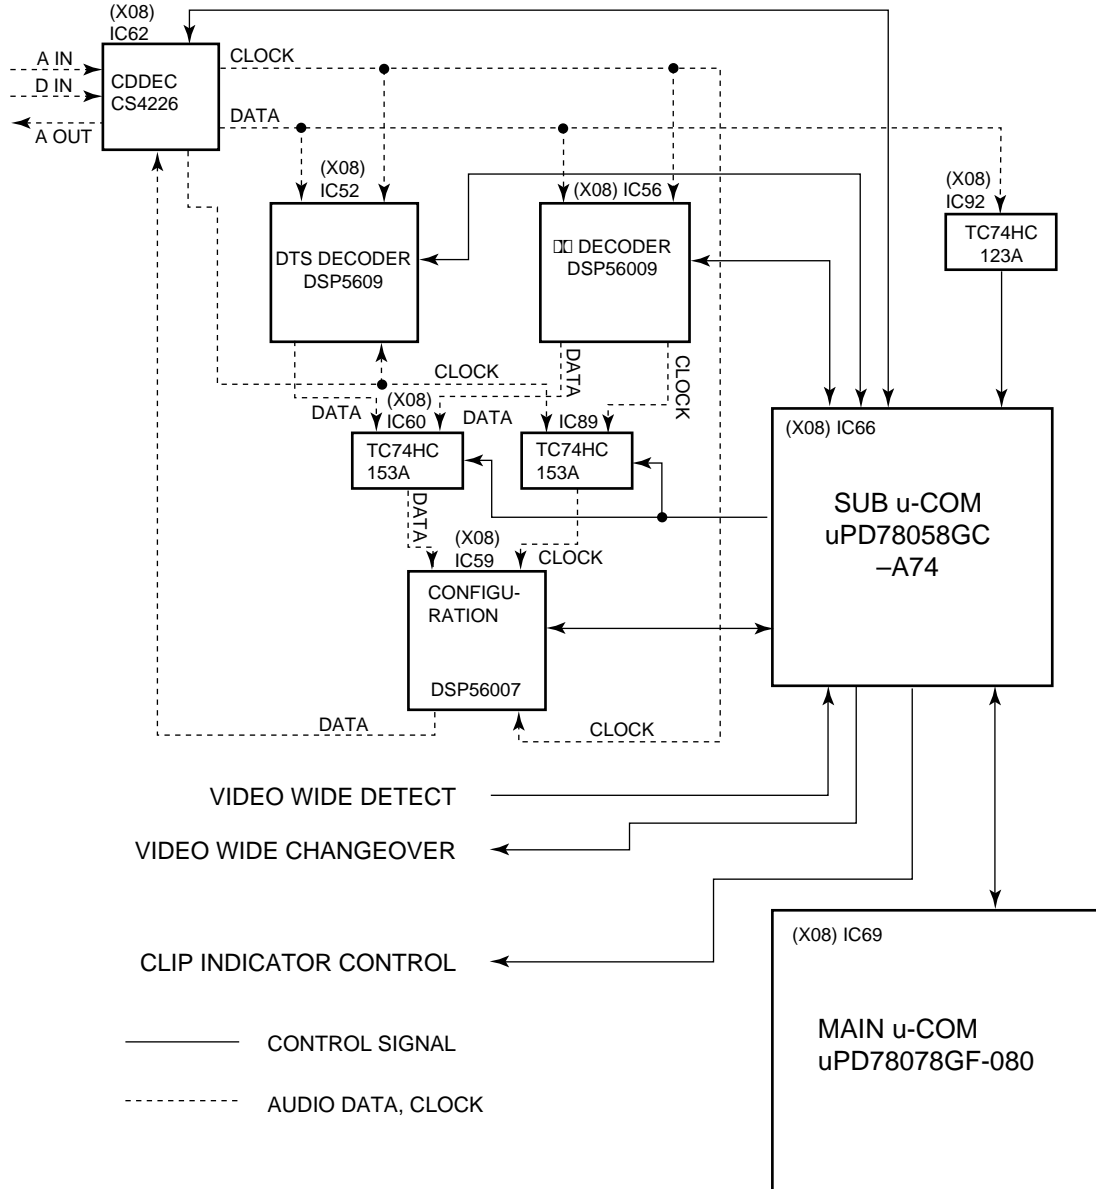 (X08)
IC62
A IN
D IN
A OUT
CDDEC
CS4226
CLOCK
DATA
(X08)
IC52
(X08) IC56
(X08)
IC92
DTS DECODER
DSP5609
DECODER
DSP56009
TC74HC
123A
DATA
CLOCK
CLOCK
DATA
(X08)
IC60
DATA
IC89
TC74HC
153A
TC74HC
153A
(X08) IC66
SUB u-COM
uPD78058GC
–A74
DATA
(X08)
IC59
CLOCK
CONFIGU-
RATION
DSP56007
DATA
CLOCK
VIDEO WIDE DETECT
VIDEO WIDE CHANGEOVER
CLIP INDICATOR CONTROL
(X08) IC69
MAIN u-COM
uPD78078GF-080
CONTROL SIGNAL
AUDIO DATA, CLOCK